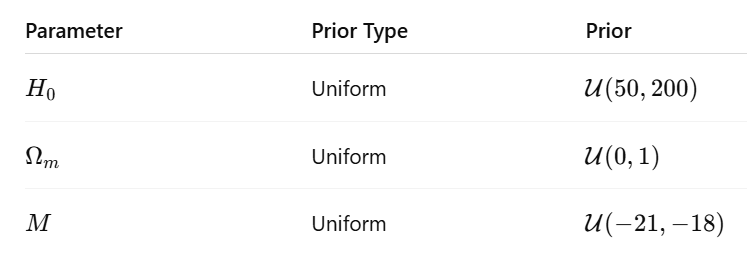 Parameter Prior Type Prior
H₀ Uniform 𝒰(50, 200)
Ωₘ Uniform 𝒰(0, 1)
M Uniform 𝒰(−21, −18)